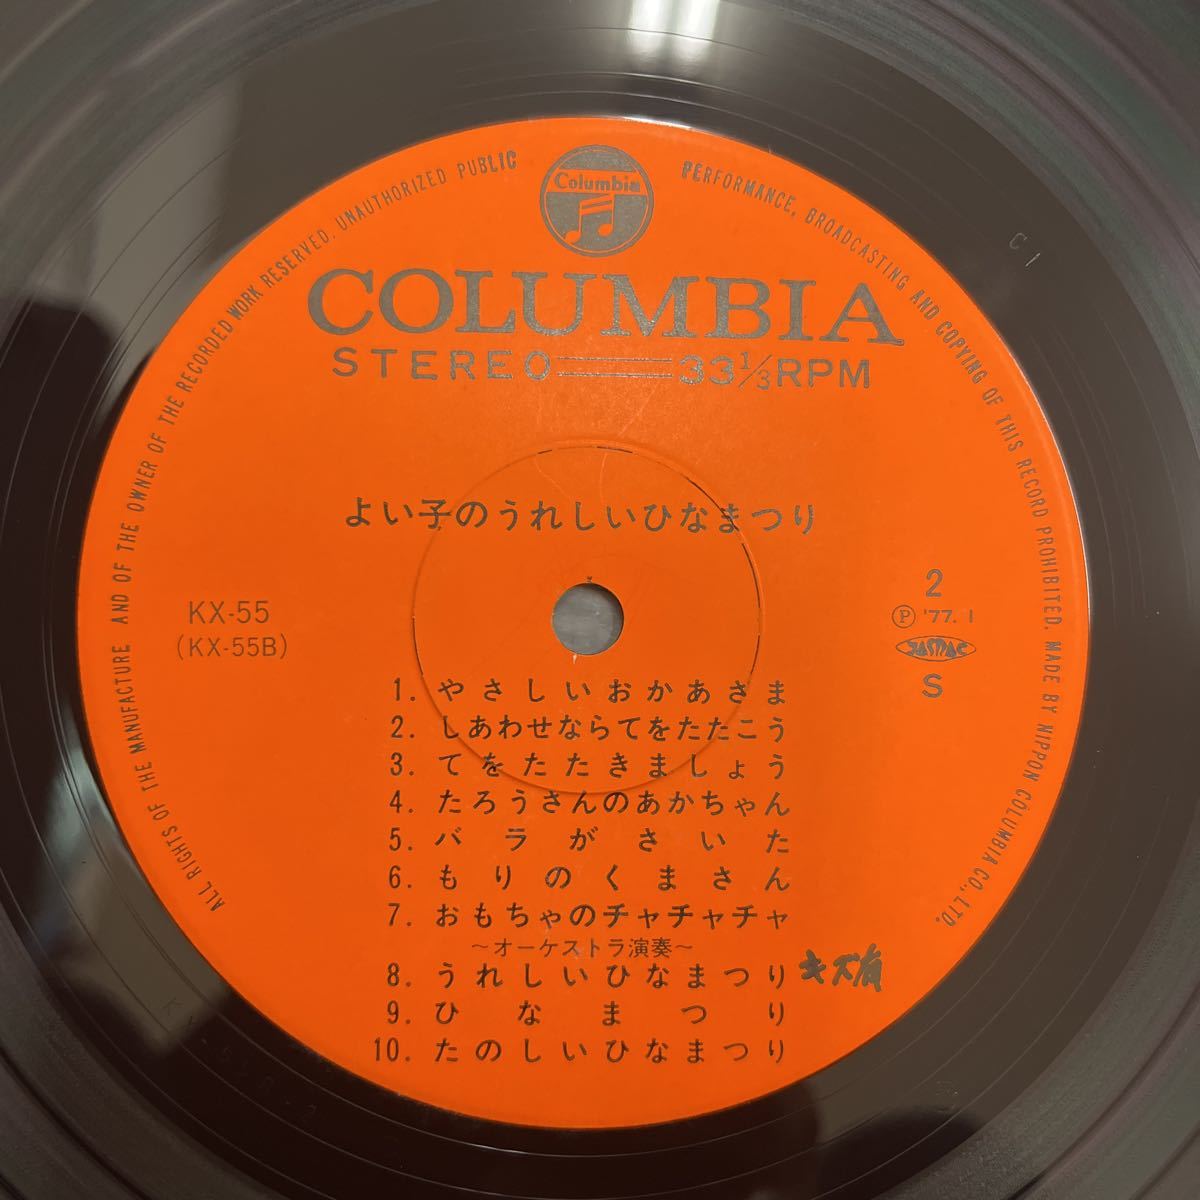 ALL RIGHTS OF THE MANUFACTURE AND OF THE OWNER OF THE RECORDED WORK RESERVED. UNAUTHORIZED PUBLIC PERFORMANCE, BROADCASTING AND COPYING OF THIS RECORD PROHIBITED. MADE BY NIPPON COLUMBIA CO., LTD.
Columbia
COLUMBIA
STEREO 33 1/3 RPM
C 1
よい子のうれしいひなまつり
KX-55
(KX-55B)
2
Ⓟ '77. 1
JASRAC
S
1. やさしいおかあさま
2. しあわせならてをたたこう
3. てをたたきましょう
4. たろうさんのあかちゃん
5. バラがさいた
6. もりのくまさん
7. おもちゃのチャチャチャ
～オーケストラ演奏～
8. うれしいひなまつり キズ有
9. ひなまつり
10. たのしいひなまつり